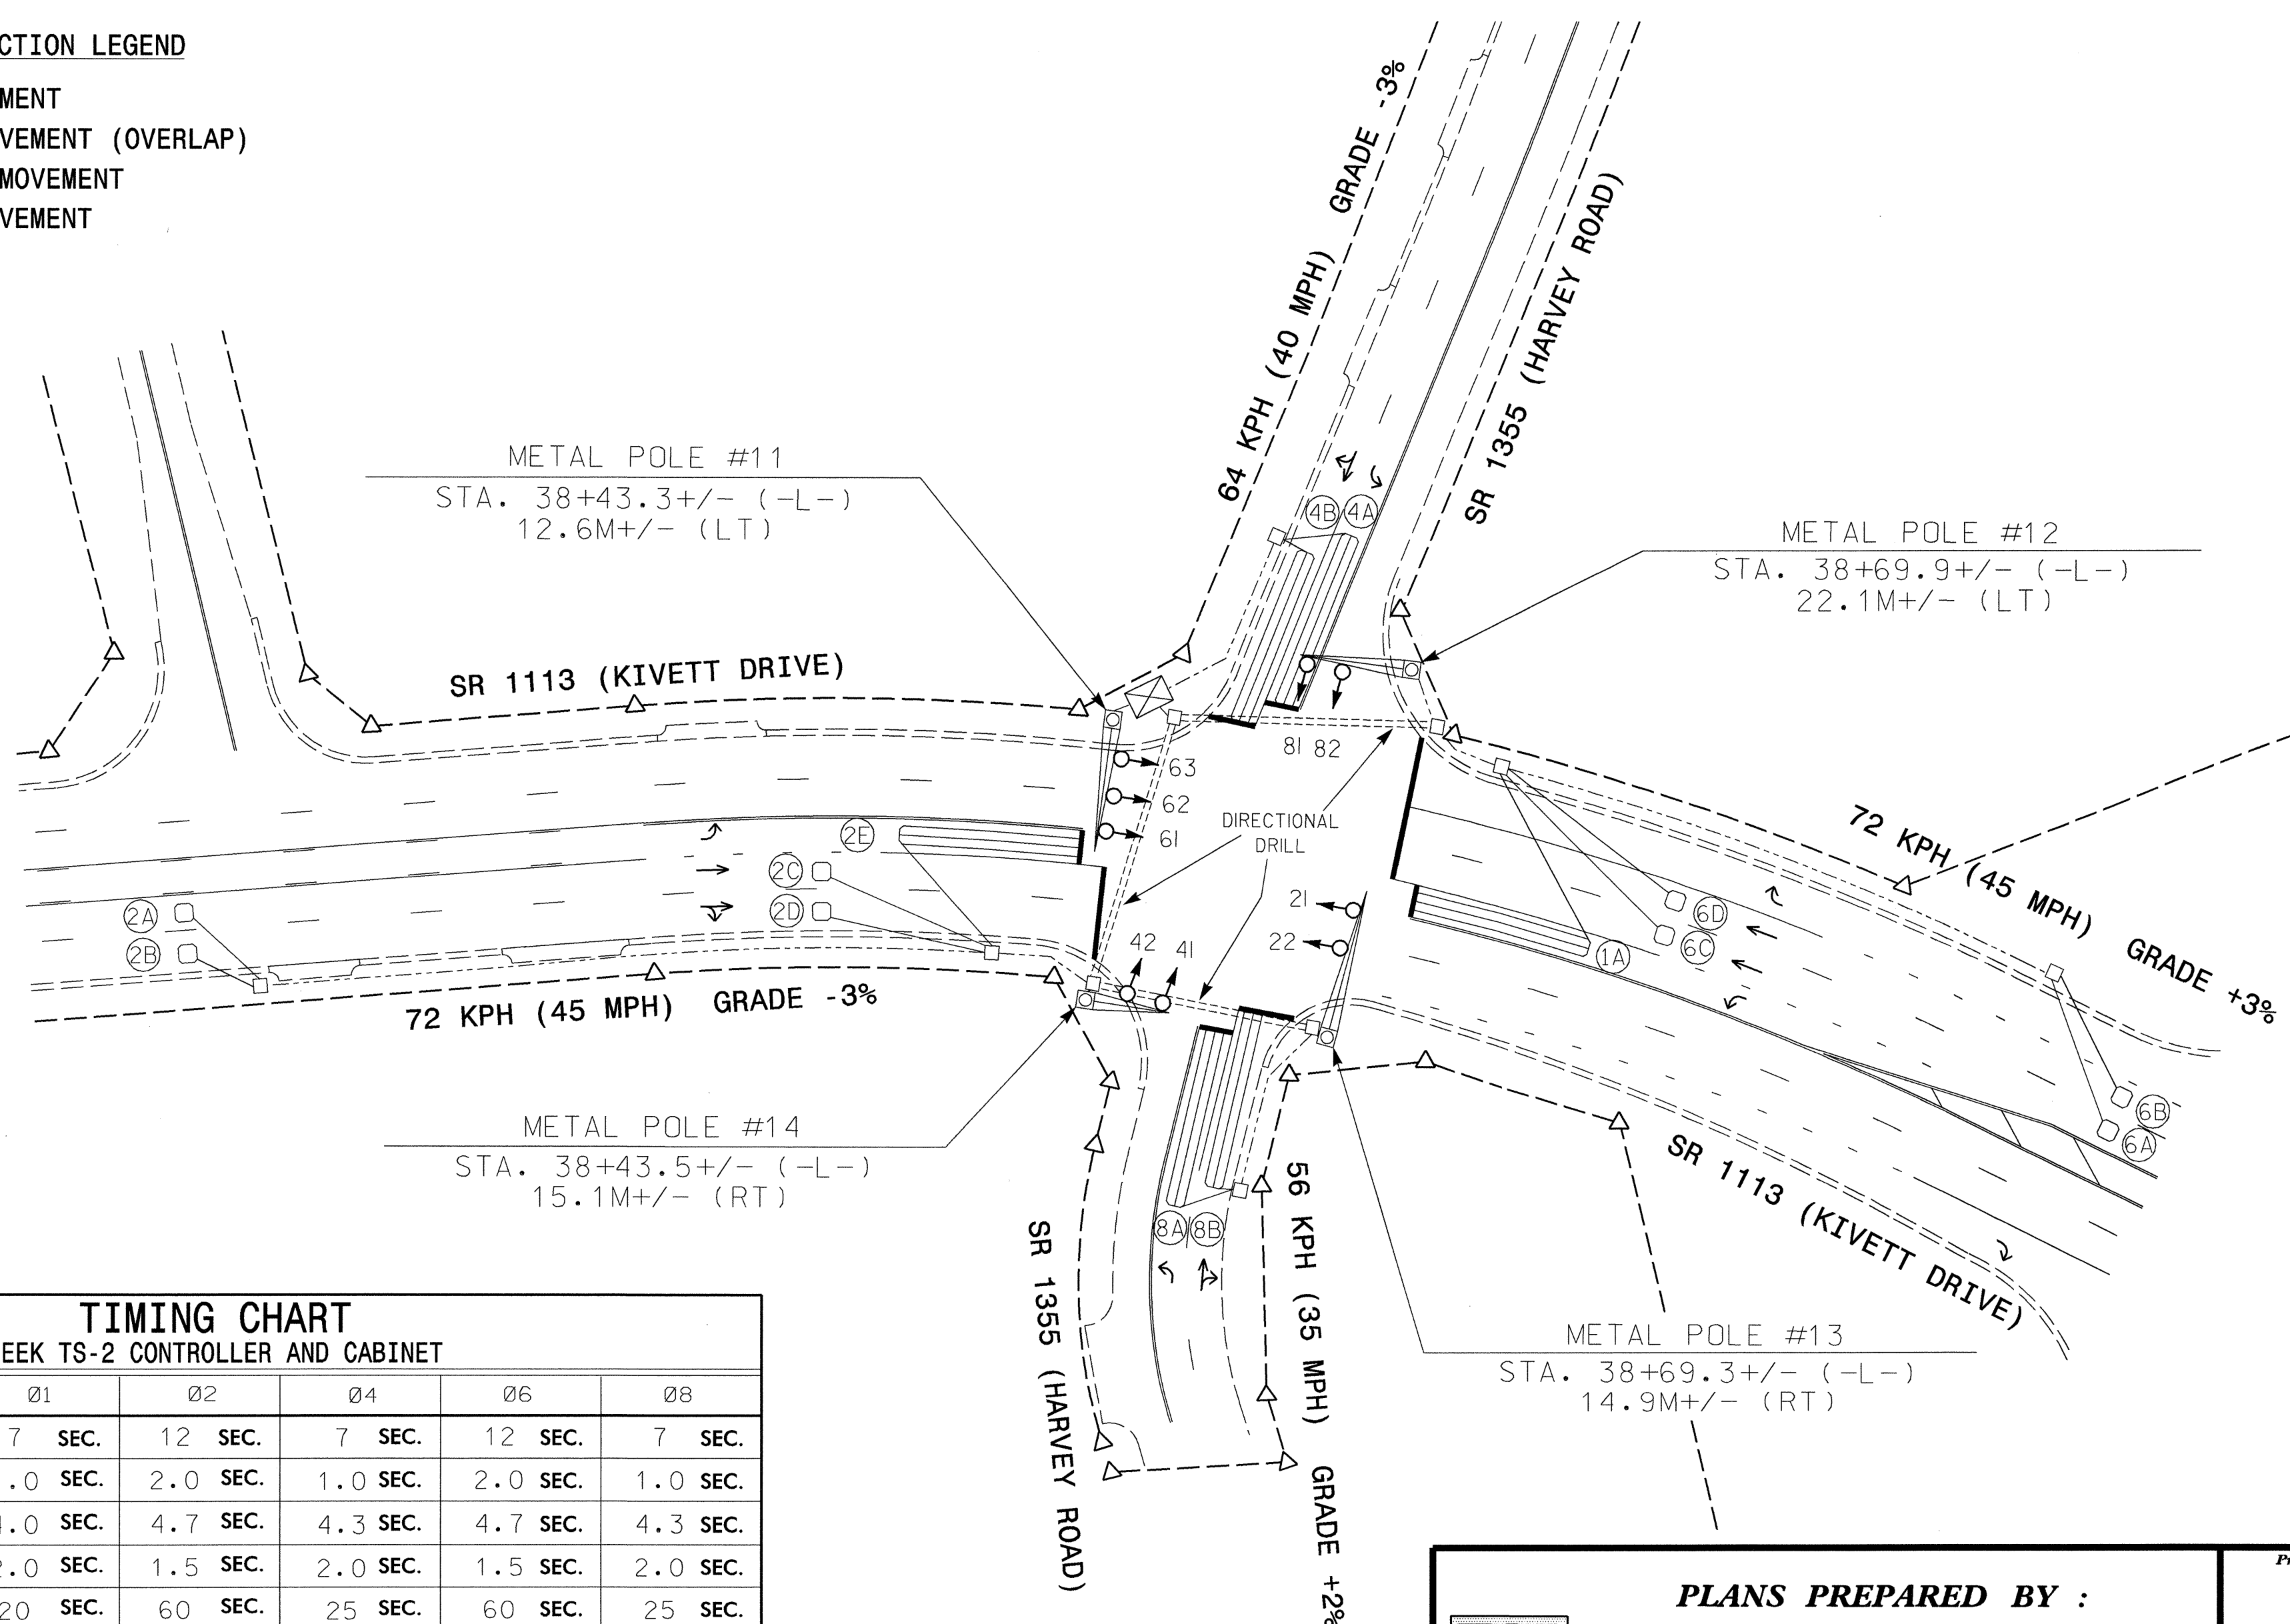 CTION LEGEND
MENT
VEMENT (OVERLAP)
MOVEMENT
VEMENT
64 KPH (40 MPH) GRADE -3%
SR 1355 (HARVEY ROAD)
METAL POLE #11
STA. 38+43.3+/- (-L-)
12.6M+/- (LT)
METAL POLE #12
STA. 38+69.9+/- (-L-)
22.1M+/- (LT)
4B 4A
SR 1113 (KIVETT DRIVE)
81 82
63
62
61
DIRECTIONAL
DRILL
2E
2C
2D
2A
2B
21
22
42 41
1A
6D
6C
6B
6A
72 KPH (45 MPH) GRADE +3%
72 KPH (45 MPH) GRADE -3%
METAL POLE #14
STA. 38+43.5+/- (-L-)
15.1M+/- (RT)
8A 8B
SR 1355 (HARVEY ROAD)
56 KPH (35 MPH) GRADE +2%
SR 1113 (KIVETT DRIVE)
METAL POLE #13
STA. 38+69.3+/- (-L-)
14.9M+/- (RT)
TIMING CHART
EEK TS-2 CONTROLLER AND CABINET
Ø1 Ø2 Ø4 Ø6 Ø8
7 SEC. 12 SEC. 7 SEC. 12 SEC. 7 SEC.
.0 SEC. 2.0 SEC. 1.0 SEC. 2.0 SEC. 1.0 SEC.
.0 SEC. 4.7 SEC. 4.3 SEC. 4.7 SEC. 4.3 SEC.
.0 SEC. 1.5 SEC. 2.0 SEC. 1.5 SEC. 2.0 SEC.
20 SEC. 60 SEC. 25 SEC. 60 SEC. 25 SEC.
PLANS PREPARED BY :